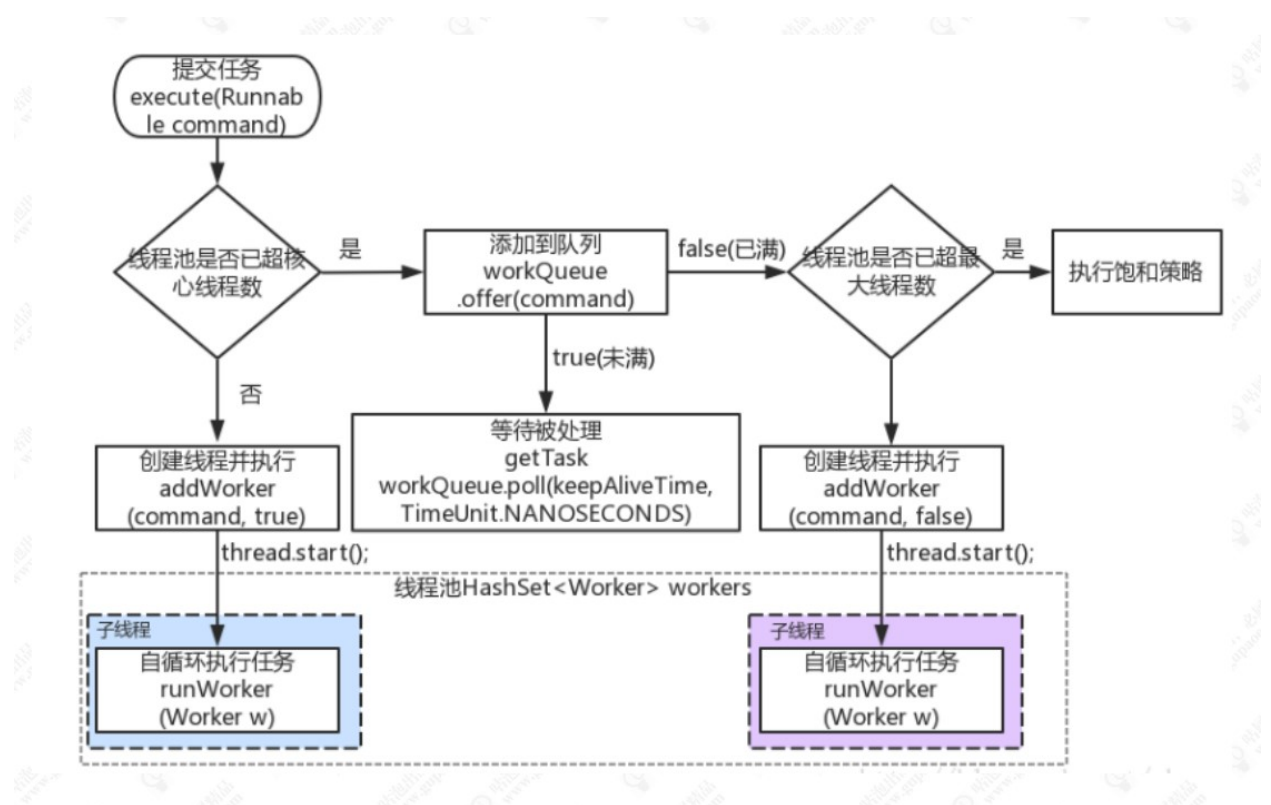 提交任务
execute(Runnab
le command)
线程池是否已超核
心线程数
是
添加到队列
workQueue
.offer(command)
false(已满)
线程池是否已超最
大线程数
是
执行饱和策略
true(未满)
否
等待被处理
getTask
workQueue.poll(keepAliveTime,
TimeUnit.NANOSECONDS)
创建线程并执行
addWorker
(command, true)
创建线程并执行
addWorker
(command, false)
thread.start();
thread.start();
线程池HashSet<Worker> workers
子线程
自循环执行任务
runWorker
(Worker w)
子线程
自循环执行任务
runWorker
(Worker w)